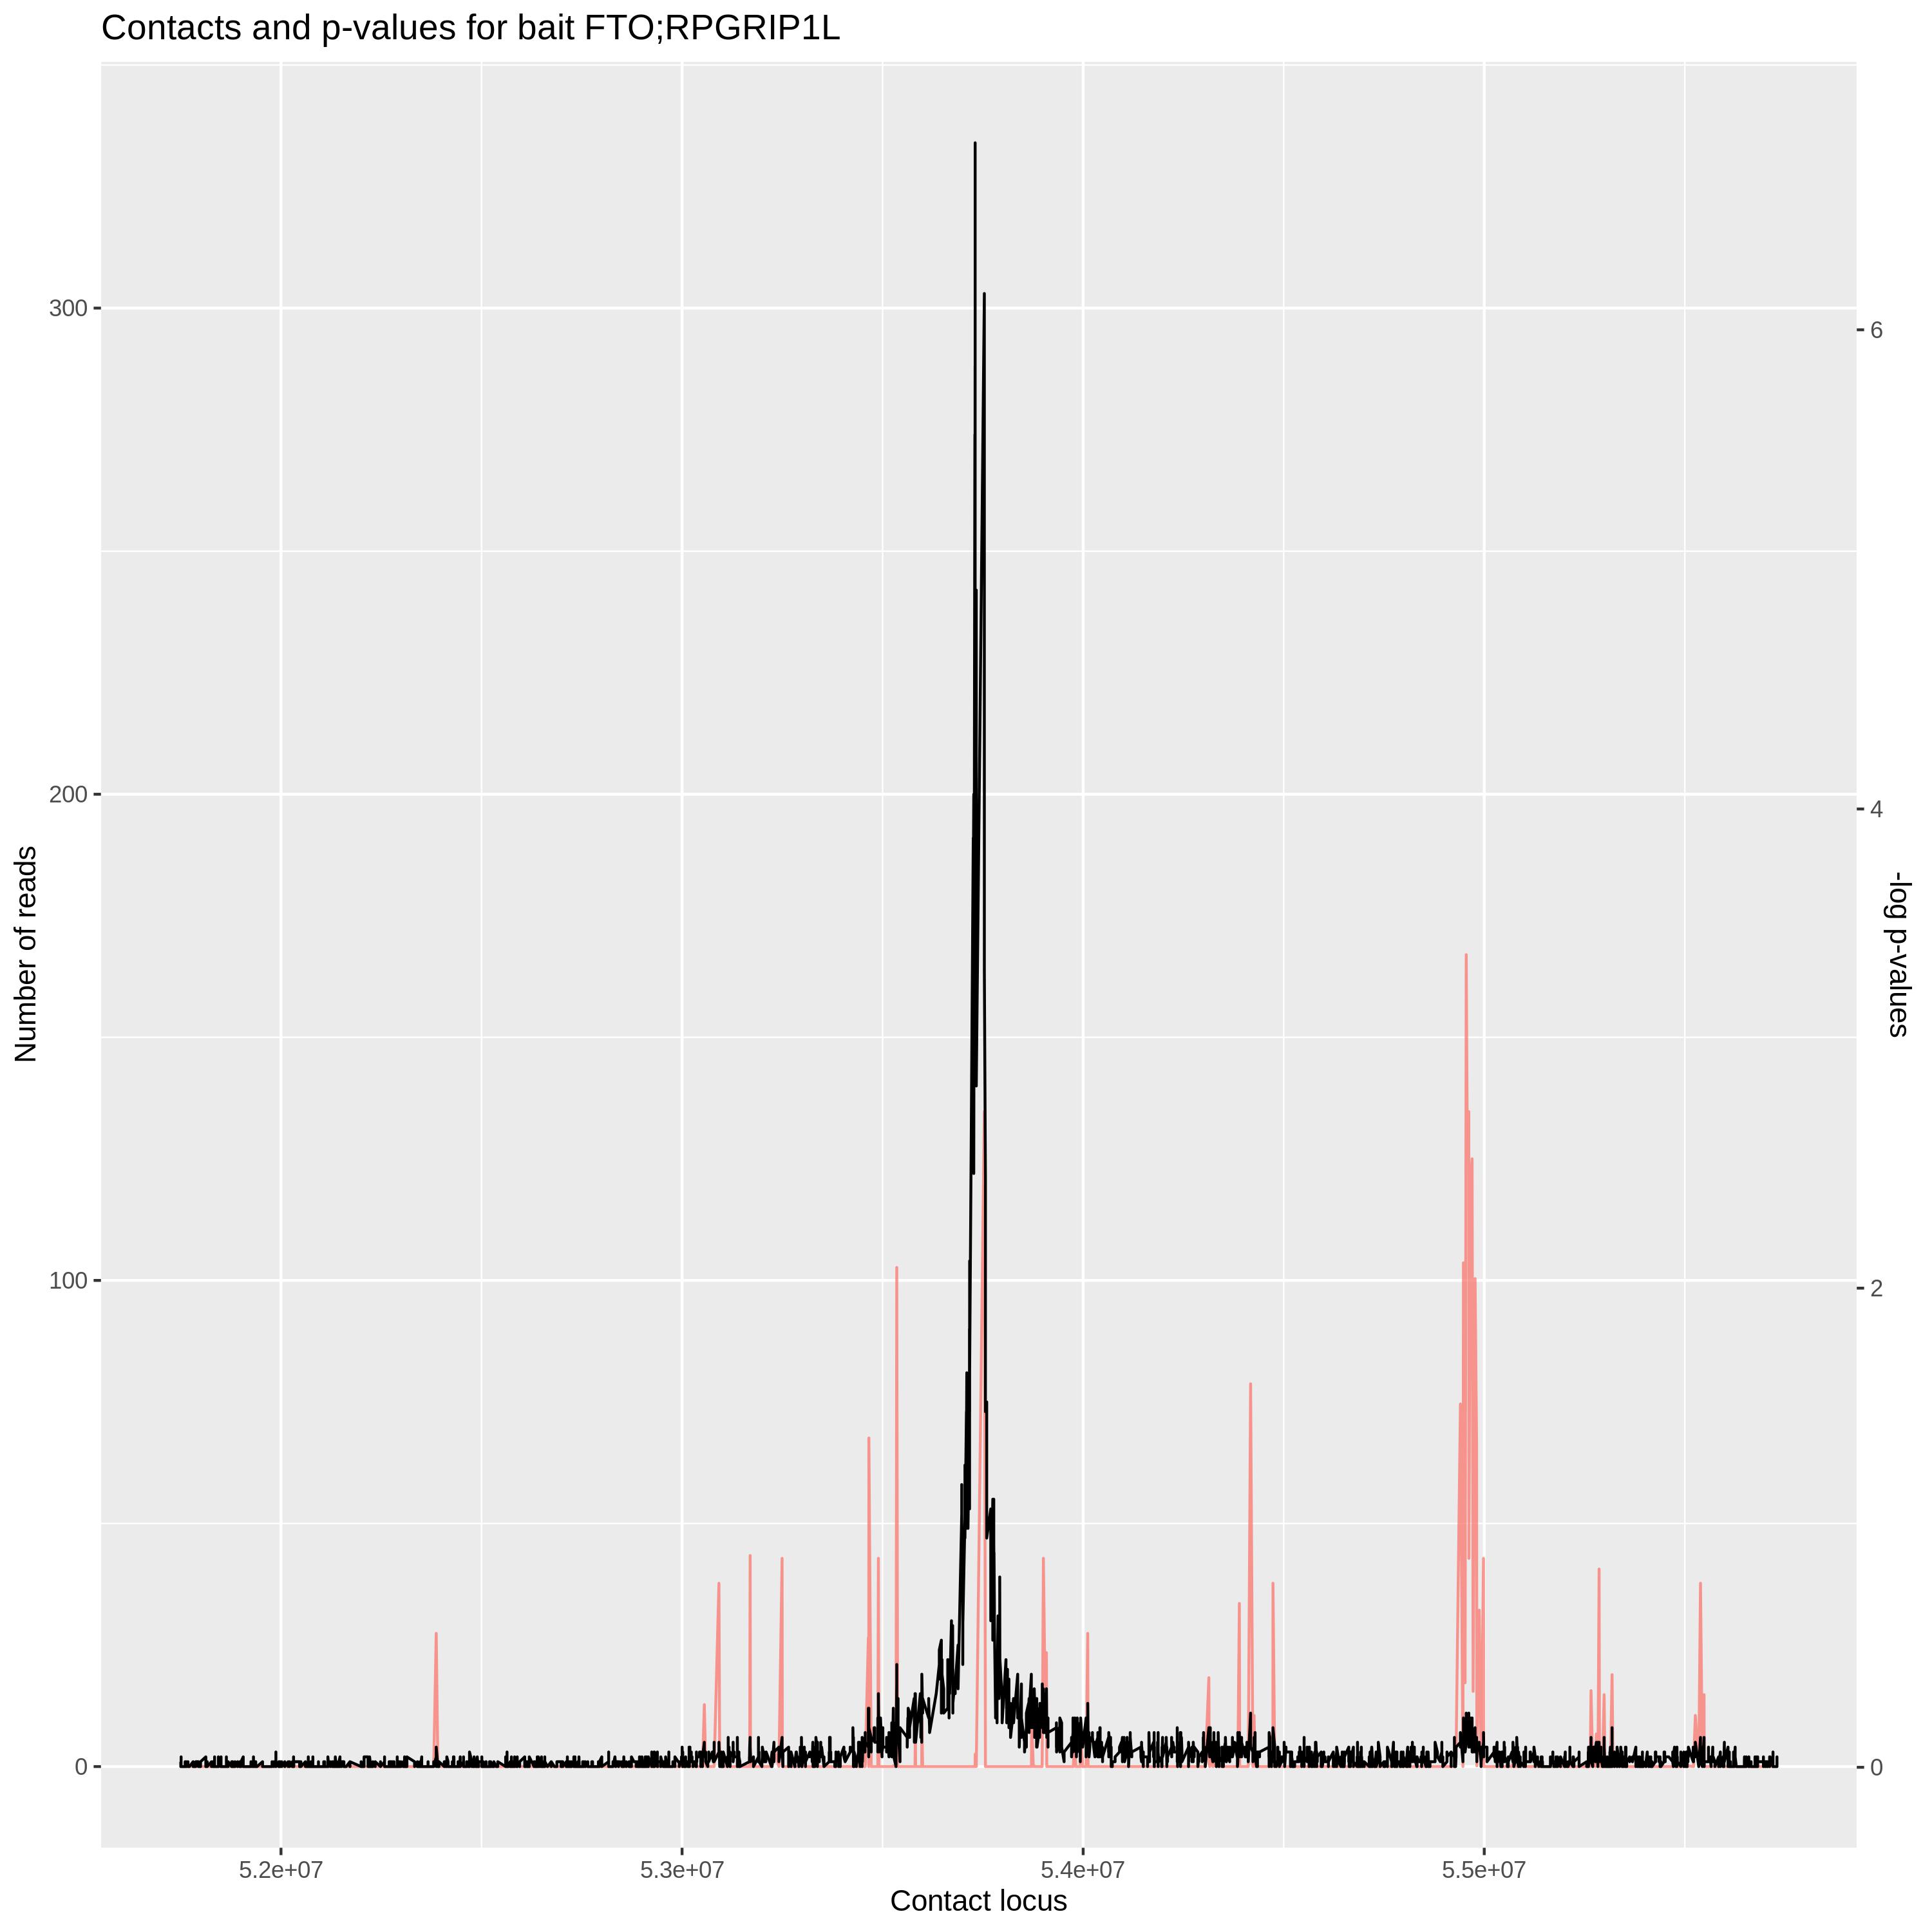 Contacts and p-values for bait FTO;RPGRIP1L
300
200
100
0
6
4
2
0
Number of reads
-log p-values
5.2e+07
5.3e+07
5.4e+07
5.5e+07
Contact locus